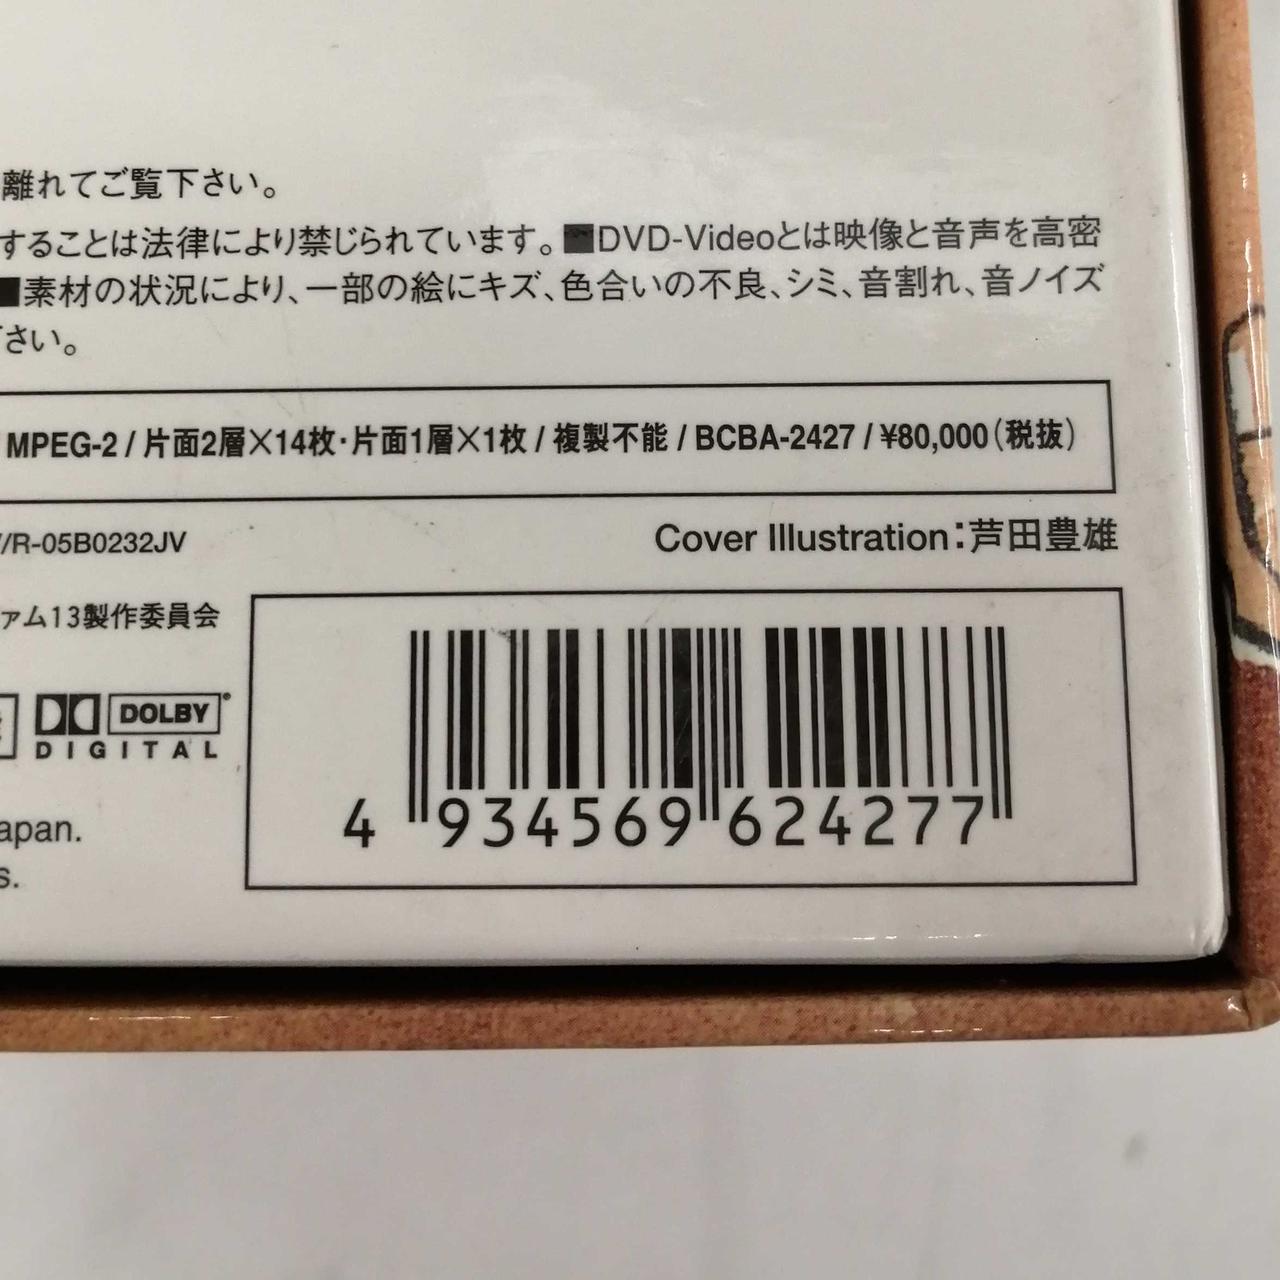 離れてご覧下さい。
することは法律により禁じられています。■DVD-Videoとは映像と音声を高密
■素材の状況により、一部の絵にキズ、色合いの不良、シミ、音割れ、音ノイズ
さい。
MPEG-2 / 片面2層×14枚・片面1層×1枚 / 複製不能 / BCBA-2427 / ¥80,000(税抜)
/R-05B0232JV
Cover Illustration:芦田豊雄
ァム13製作委員会
DOLBY
DIGITAL
apan.
s.
4 934569 624277